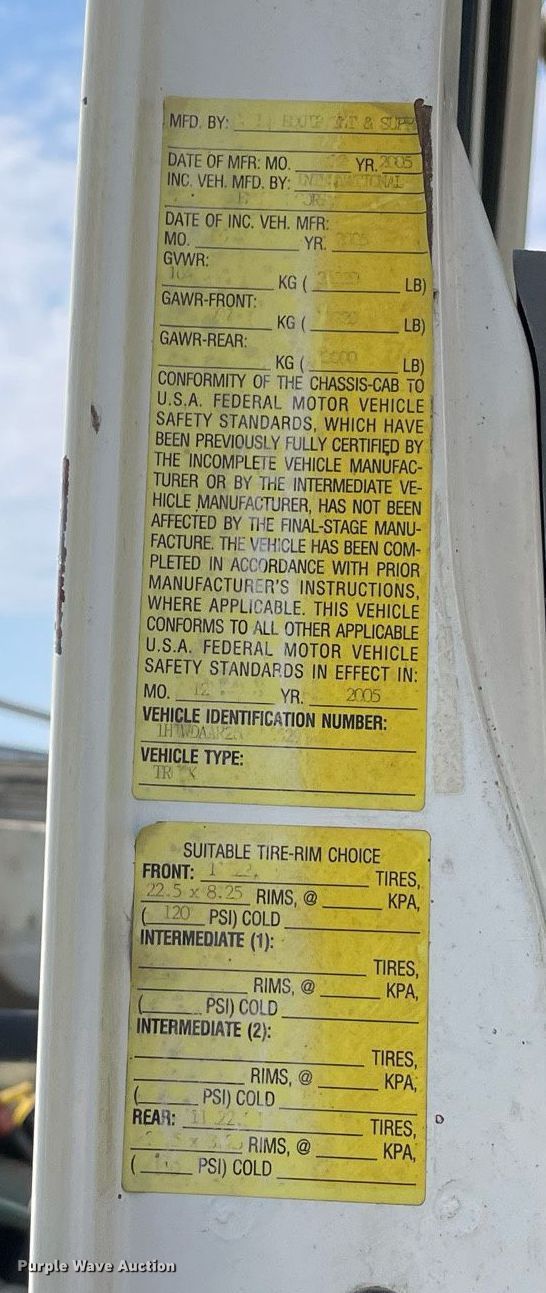 MFD. BY: & SUPP
DATE OF MFR: MO. YR. 2005
INC. VEH. MFD. BY:
DATE OF INC. VEH. MFR:
MO. YR.
GVWR:
KG ( LB)
GAWR-FRONT:
KG ( LB)
GAWR-REAR:
KG ( LB)
CONFORMITY OF THE CHASSIS-CAB TO
U.S.A. FEDERAL MOTOR VEHICLE
SAFETY STANDARDS, WHICH HAVE
BEEN PREVIOUSLY FULLY CERTIFIED BY
THE INCOMPLETE VEHICLE MANUFAC-
TURER OR BY THE INTERMEDIATE VE-
HICLE MANUFACTURER, HAS NOT BEEN
AFFECTED BY THE FINAL-STAGE MANU-
FACTURE. THE VEHICLE HAS BEEN COM-
PLETED IN ACCORDANCE WITH PRIOR
MANUFACTURER'S INSTRUCTIONS,
WHERE APPLICABLE. THIS VEHICLE
CONFORMS TO ALL OTHER APPLICABLE
U.S.A. FEDERAL MOTOR VEHICLE
SAFETY STANDARDS IN EFFECT IN:
MO. 12 YR. 2005
VEHICLE IDENTIFICATION NUMBER:
VEHICLE TYPE:
SUITABLE TIRE-RIM CHOICE
FRONT: TIRES,
22.5 x 8.25 RIMS, @ KPA,
( 120 PSI) COLD
INTERMEDIATE (1):
TIRES,
RIMS, @ KPA,
( PSI) COLD
INTERMEDIATE (2):
TIRES,
RIMS, @ KPA,
( PSI) COLD
REAR: TIRES,
RIMS, @ KPA,
( PSI) COLD
Purple Wave Auction